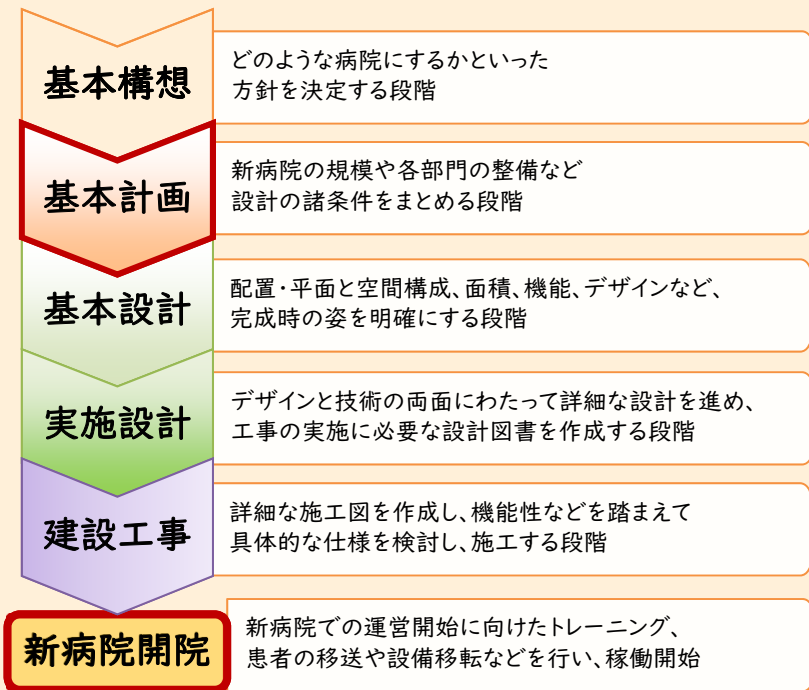 基本構想
どのような病院にするかといった
方針を決定する段階
基本計画
新病院の規模や各部門の整備など
設計の諸条件をまとめる段階
基本設計
配置・平面と空間構成、面積、機能、デザインなど、
完成時の姿を明確にする段階
実施設計
デザインと技術の両面にわたって詳細な設計を進め、
工事の実施に必要な設計図書を作成する段階
建設工事
詳細な施工図を作成し、機能性などを踏まえて
具体的な仕様を検討し、施工する段階
新病院開院
新病院での運営開始に向けたトレーニング、
患者の移送や設備移転などを行い、稼働開始